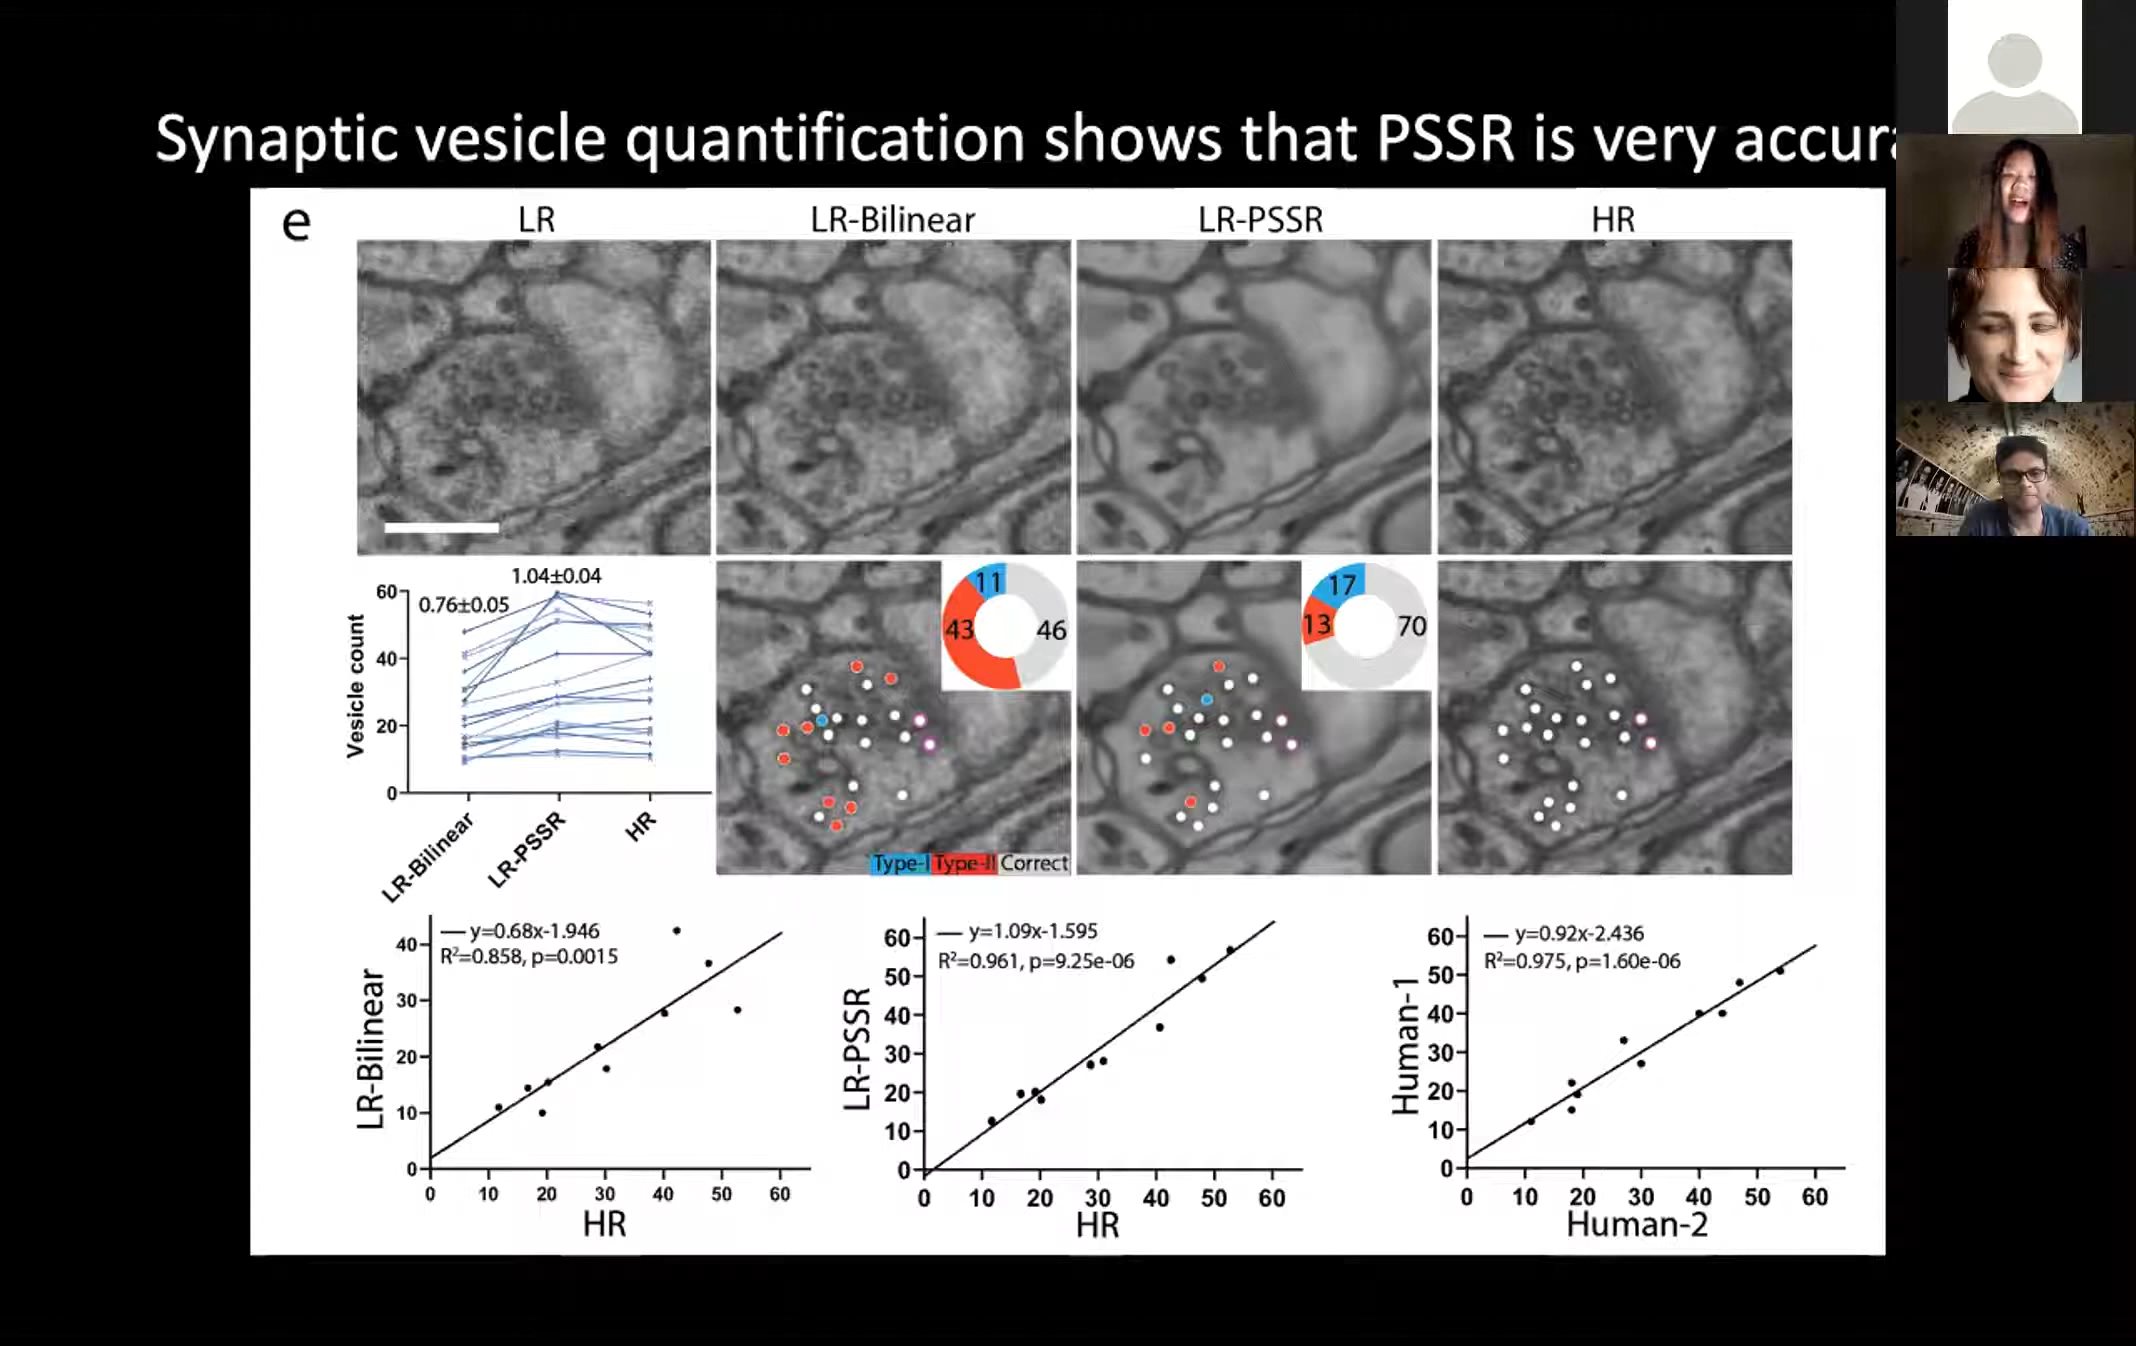 Synaptic vesicle quantification shows that PSSR is very accura
e
LR
LR-Bilinear
LR-PSSR
HR
1.04±0.04
0.76±0.05
60
40
20
0
Vesicle count
LR-Bilinear
LR-PSSR
HR
11
43
46
17
13
70
Type-I Type-II Correct
y=0.68x-1.946
R²=0.858, p=0.0015
LR-Bilinear
40
30
20
10
0
0 10 20 30 40 50 60
HR
y=1.09x-1.595
R²=0.961, p=9.25e-06
LR-PSSR
60
50
40
30
20
10
0
0 10 20 30 40 50 60
HR
y=0.92x-2.436
R²=0.975, p=1.60e-06
Human-1
60
50
40
30
20
10
0
0 10 20 30 40 50 60
Human-2